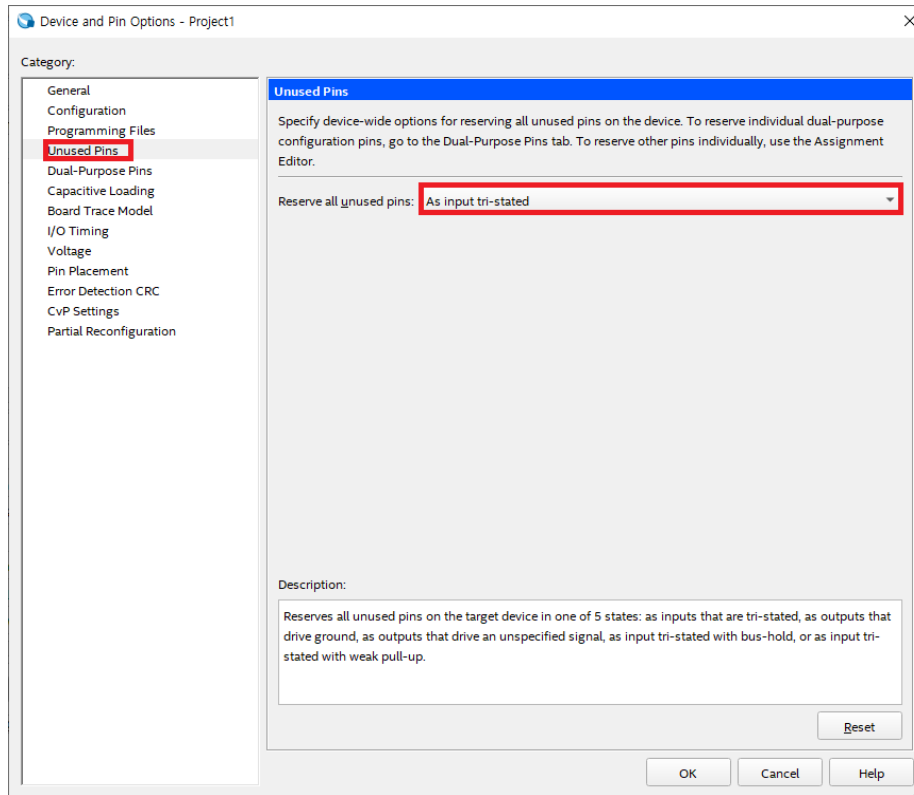 Device and Pin Options - Project1
Category:
General
Configuration
Programming Files
Unused Pins
Dual-Purpose Pins
Capacitive Loading
Board Trace Model
I/O Timing
Voltage
Pin Placement
Error Detection CRC
CvP Settings
Partial Reconfiguration
Unused Pins
Specify device-wide options for reserving all unused pins on the device. To reserve individual dual-purpose
configuration pins, go to the Dual-Purpose Pins tab. To reserve other pins individually, use the Assignment
Editor.
Reserve all unused pins: As input tri-stated
Description:
Reserves all unused pins on the target device in one of 5 states: as inputs that are tri-stated, as outputs that
drive ground, as outputs that drive an unspecified signal, as input tri-stated with bus-hold, or as input tri-
stated with weak pull-up.
Reset
OK Cancel Help